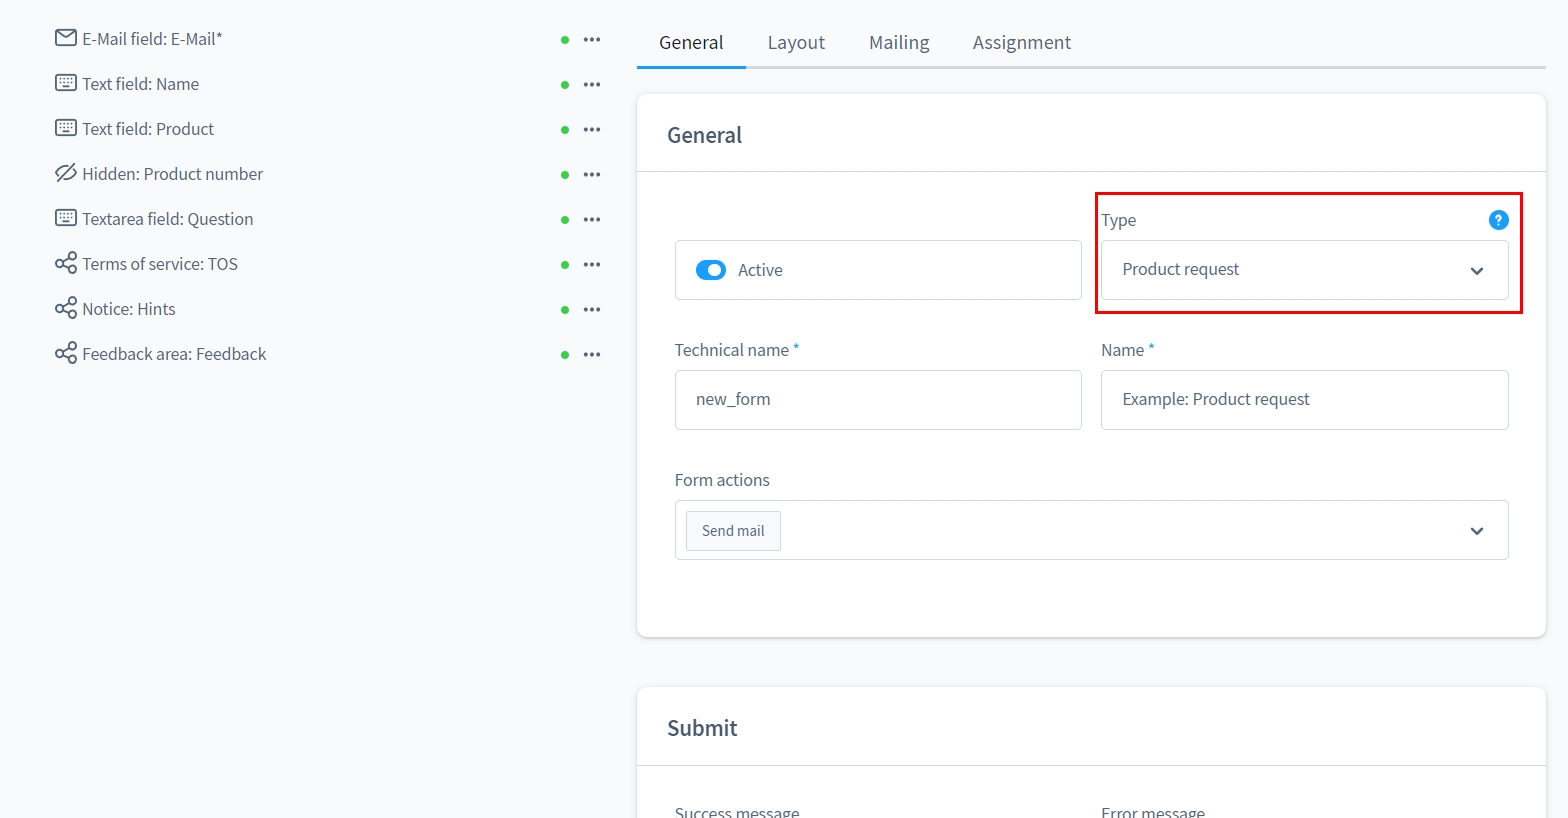 E-Mail field: E-Mail*
Text field: Name
Text field: Product
Hidden: Product number
Textarea field: Question
Terms of service: TOS
Notice: Hints
Feedback area: Feedback
General Layout Mailing Assignment
General
Type ?
Active Product request
Technical name * Name *
new_form Example: Product request
Form actions
Send mail
Submit
Success message Error message